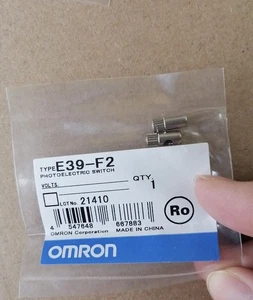 TYPE E39-F2
PHOTOELECTRIC SWITCH
VOLTS
QTY
1
LOT No. 21410
4 547648 667883
Ro
OMRON Corporation MADE IN CHINA
OMRON